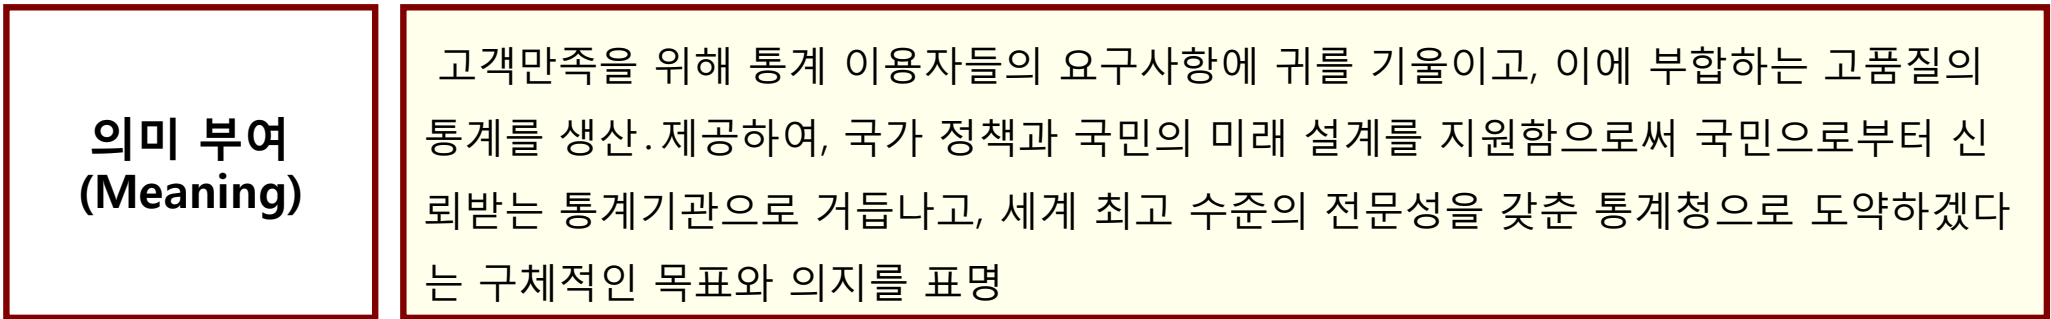 의미 부여
(Meaning)
고객만족을 위해 통계 이용자들의 요구사항에 귀를 기울이고, 이에 부합하는 고품질의
통계를 생산.제공하여, 국가 정책과 국민의 미래 설계를 지원함으로써 국민으로부터 신
뢰받는 통계기관으로 거듭나고, 세계 최고 수준의 전문성을 갖춘 통계청으로 도약하겠다
는 구체적인 목표와 의지를 표명